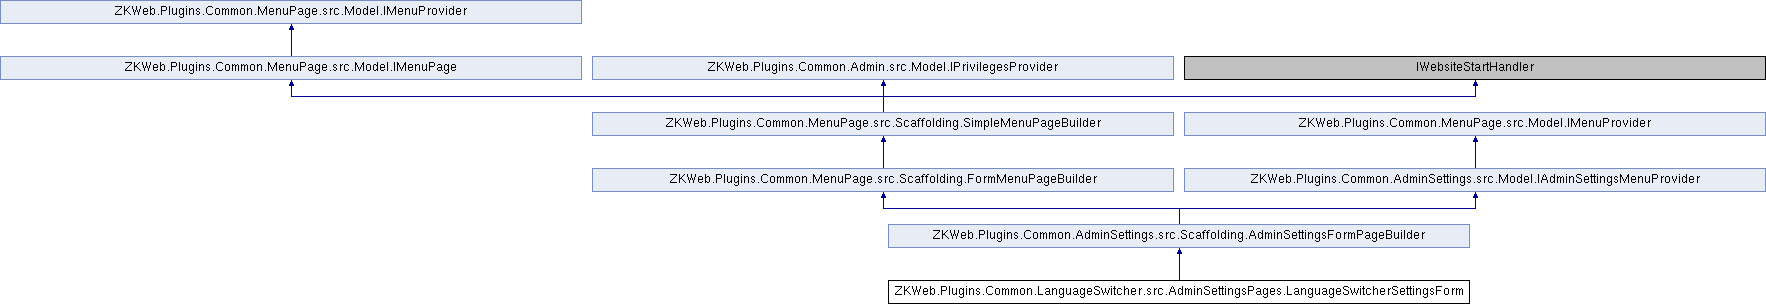 ZKWeb.Plugins.Common.MenuPage.src.Model.IMenuProvider
ZKWeb.Plugins.Common.MenuPage.src.Model.IMenuPage
ZKWeb.Plugins.Common.Admin.src.Model.IPrivilegesProvider
IWebsiteStartHandler
ZKWeb.Plugins.Common.MenuPage.src.Scaffolding.SimpleMenuPageBuilder
ZKWeb.Plugins.Common.MenuPage.src.Model.IMenuProvider
ZKWeb.Plugins.Common.MenuPage.src.Scaffolding.FormMenuPageBuilder
ZKWeb.Plugins.Common.AdminSettings.src.Model.IAdminSettingsMenuProvider
ZKWeb.Plugins.Common.AdminSettings.src.Scaffolding.AdminSettingsFormPageBuilder
ZKWeb.Plugins.Common.LanguageSwitcher.src.AdminSettingsPages.LanguageSwitcherSettingsForm